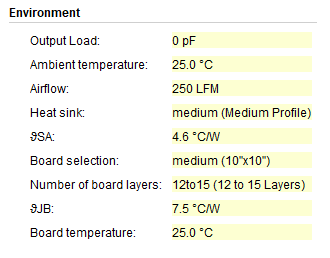 Environment
Output Load: 0 pF
Ambient temperature: 25.0 °C
Airflow: 250 LFM
Heat sink: medium (Medium Profile)
ϑSA: 4.6 °C/W
Board selection: medium (10"x10")
Number of board layers: 12to15 (12 to 15 Layers)
ϑJB: 7.5 °C/W
Board temperature: 25.0 °C